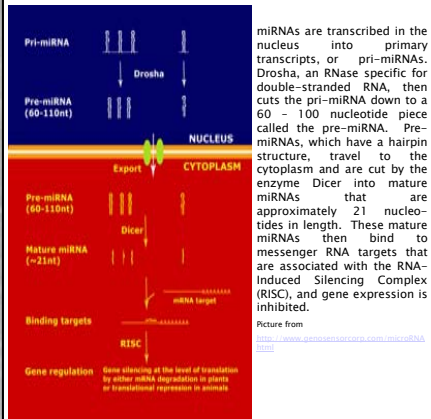 Pri-miRNA
Drosha
Pre-miRNA
(60-110nt)
NUCLEUS
Export
CYTOPLASM
Pre-miRNA
(60-110nt)
Dicer
Mature miRNA
(~21nt)
mRNA target
Binding targets
RISC
Gene regulation
Gene silencing at the level of translation
by either mRNA degradation in plants
or translational repression in animals
miRNAs are transcribed in the
nucleus into primary
transcripts, or pri-miRNAs.
Drosha, an RNase specific for
double-stranded RNA, then
cuts the pri-miRNA down to a
60 – 100 nucleotide piece
called the pre-miRNA. Pre-
miRNAs, which have a hairpin
structure, travel to the
cytoplasm and are cut by the
enzyme Dicer into mature
miRNAs that are
approximately 21 nucleo-
tides in length. These mature
miRNAs then bind to
messenger RNA targets that
are associated with the RNA-
Induced Silencing Complex
(RISC), and gene expression is
inhibited.
Picture from
http://www.genosensorcorp.com/microRNA
html